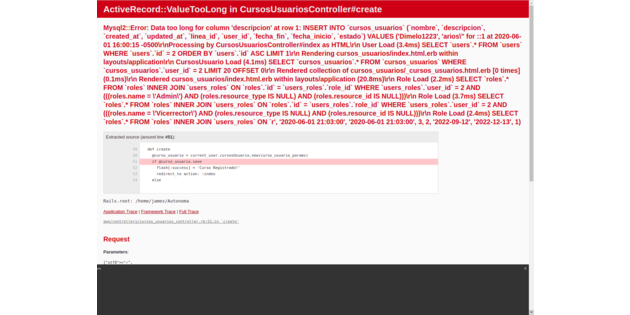 ActiveRecord::ValueTooLong in CursosUsuariosController#create
Mysql2::Error: Data too long for column 'descripcion' at row 1: INSERT INTO `cursos_usuarios` (`nombre`, `descripcion`,
`created_at`, `updated_at`, `linea_id`, `user_id`, `fecha_fin`, `fecha_inicio`, `estado`) VALUES ('Dimelo1223', 'arios\" for ::1 at 2020-06-
01 16:00:15 -0500\r\nProcessing by CursosUsuariosController#index as HTML\r\n User Load (3.4ms) SELECT `users`.* FROM `users`
WHERE `users`.`id` = 2 ORDER BY `users`.`id` ASC LIMIT 1\r\n Rendering cursos_usuarios/index.html.erb within
layouts/application\r\n CursosUsuario Load (4.1ms) SELECT `cursos_usuarios`.* FROM `cursos_usuarios` WHERE
`cursos_usuarios`.`user_id` = 2 LIMIT 20 OFFSET 0\r\n Rendered collection of cursos_usuarios/_cursos_usuarios.html.erb [0 times]
(0.1ms)\r\n Rendered cursos_usuarios/index.html.erb within layouts/application (20.8ms)\r\n Role Load (2.2ms) SELECT `roles`.*
FROM `roles` INNER JOIN `users_roles` ON `roles`.`id` = `users_roles`.`role_id` WHERE `users_roles`.`user_id` = 2 AND
(((roles.name = \'Admin\') AND (roles.resource_type IS NULL) AND (roles.resource_id IS NULL)))\r\n Role Load (3.7ms) SELECT
`roles`.* FROM `roles` INNER JOIN `users_roles` ON `roles`.`id` = `users_roles`.`role_id` WHERE `users_roles`.`user_id` = 2 AND
(((roles.name = \'Vicerrector\') AND (roles.resource_type IS NULL) AND (roles.resource_id IS NULL)))\r\n Role Load (2.4ms) SELECT
`roles`.* FROM `roles` INNER JOIN `users_roles` ON `r', '2020-06-01 21:03:00', '2020-06-01 21:03:00', 3, 2, '2022-09-12', '2022-12-13', 1)
Extracted source (around line #51):
49 def create
50 @curso_usuario = current_user.cursosUsuario.new(curso_usuario_params)
51 if @curso_usuario.save
52 flash[:success] = 'Curso Registrado!'
53 redirect_to action: :index
54 else
Rails.root: /home/james/Autonoma
Application Trace | Framework Trace | Full Trace
app/controllers/cursos_usuarios_controller.rb:51:in `create'
Request
Parameters:
{"utf8"=>"✓",